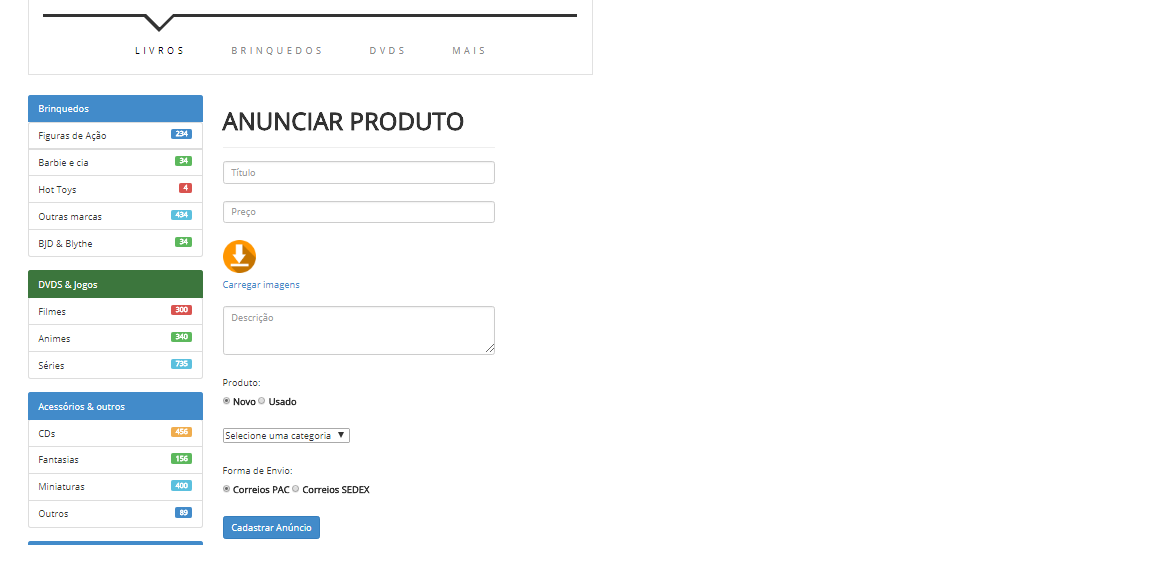 LIVROS BRINQUEDOS DVDS MAIS
Brinquedos
Figuras de Ação 234
Barbie e cia 34
Hot Toys 4
Outras marcas 434
BJD & Blythe 34
DVDS & Jogos
Filmes 300
Animes 340
Séries 735
Acessórios & outros
CDs 456
Fantasias 156
Miniaturas 400
Outros 89
ANUNCIAR PRODUTO
Título
Preço
Carregar imagens
Descrição
Produto:
Novo Usado
Selecione uma categoria
Forma de Envio:
Correios PAC Correios SEDEX
Cadastrar Anúncio